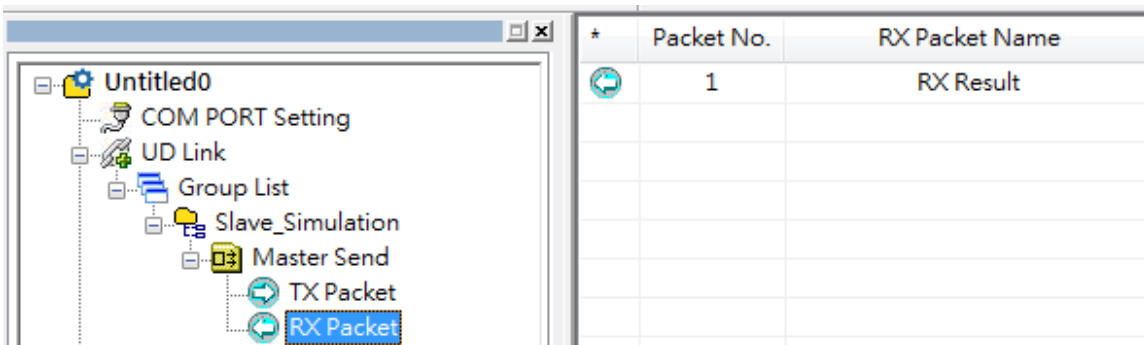 Untitled0
COM PORT Setting
UD Link
Group List
Slave_Simulation
Master Send
TX Packet
RX Packet
* Packet No. RX Packet Name
1 RX Result